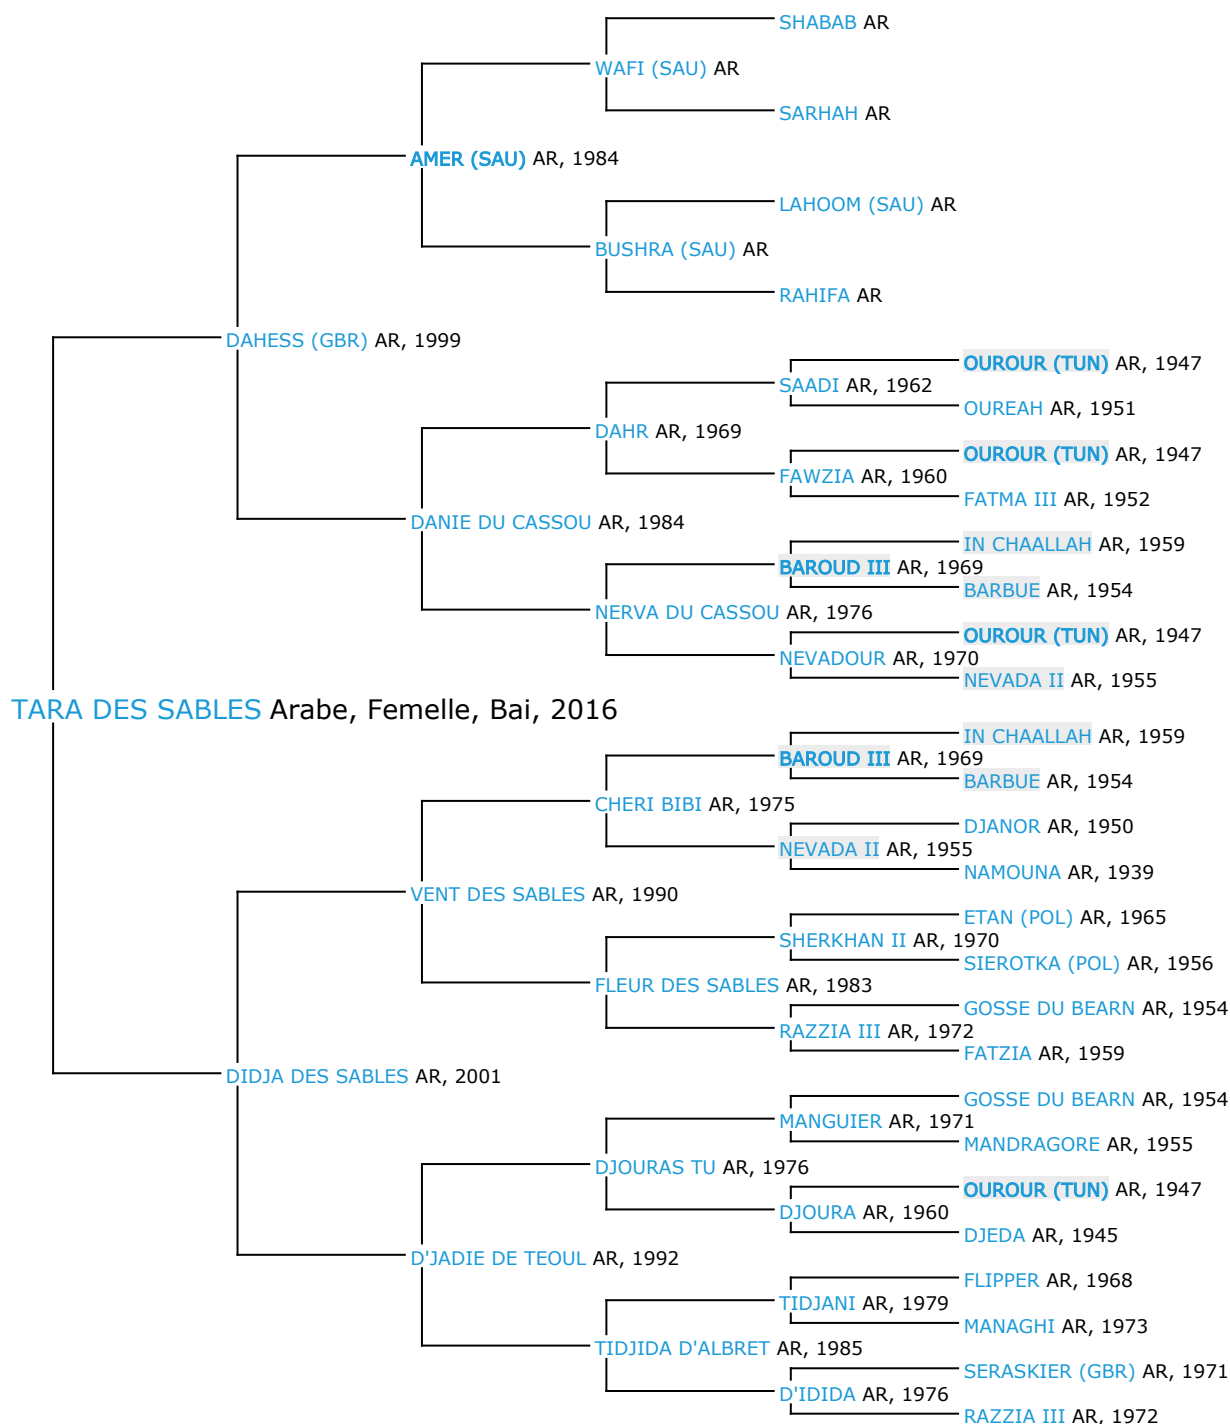 SHABAB AR
WAFI (SAU) AR
SARHAH AR
AMER (SAU) AR, 1984
LAHOOM (SAU) AR
BUSHRA (SAU) AR
RAHIFA AR
DAHESS (GBR) AR, 1999
OUROUR (TUN) AR, 1947
SAADI AR, 1962
OUREAH AR, 1951
DAHR AR, 1969
OUROUR (TUN) AR, 1947
FAWZIA AR, 1960
FATMA III AR, 1952
DANIE DU CASSOU AR, 1984
IN CHAALLAH AR, 1959
BAROUD III AR, 1969
BARBUE AR, 1954
NERVA DU CASSOU AR, 1976
OUROUR (TUN) AR, 1947
NEVADOUR AR, 1970
NEVADA II AR, 1955
TARA DES SABLES Arabe, Femelle, Bai, 2016
IN CHAALLAH AR, 1959
BAROUD III AR, 1969
BARBUE AR, 1954
CHERI BIBI AR, 1975
DJANOR AR, 1950
NEVADA II AR, 1955
NAMOUNA AR, 1939
VENT DES SABLES AR, 1990
ETAN (POL) AR, 1965
SHERKHAN II AR, 1970
SIEROTKA (POL) AR, 1956
FLEUR DES SABLES AR, 1983
GOSSE DU BEARN AR, 1954
RAZZIA III AR, 1972
FATZIA AR, 1959
DIDJA DES SABLES AR, 2001
GOSSE DU BEARN AR, 1954
MANGUIER AR, 1971
MANDRAGORE AR, 1955
DJOURAS TU AR, 1976
OUROUR (TUN) AR, 1947
DJOURA AR, 1960
DJEDA AR, 1945
D'JADIE DE TEOUL AR, 1992
FLIPPER AR, 1968
TIDJANI AR, 1979
MANAGHI AR, 1973
TIDJIDA D'ALBRET AR, 1985
SERASKIER (GBR) AR, 1971
D'IDIDA AR, 1976
RAZZIA III AR, 1972